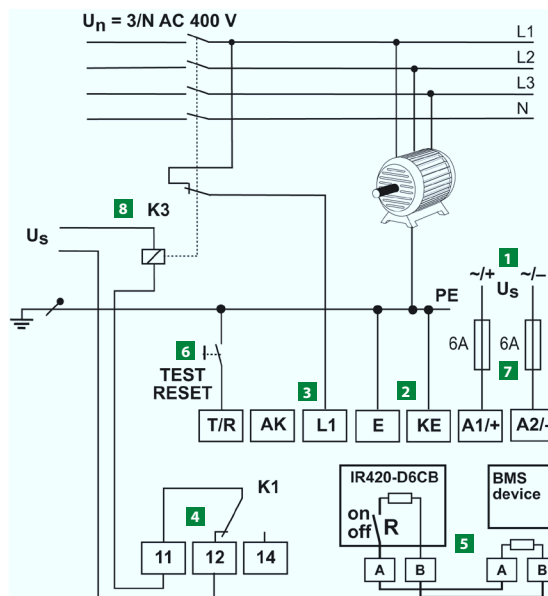 Un = 3/N AC 400 V
L1
L2
L3
N
8
K3
Us
1
~/+
~/–
Us
PE
6A
6A
7
6
TEST
RESET
3
2
T/R
AK
L1
E
KE
A1/+
A2/-
K1
4
11
12
14
IR420-D6CB
on
off
R
BMS
device
5
A
B
A
B